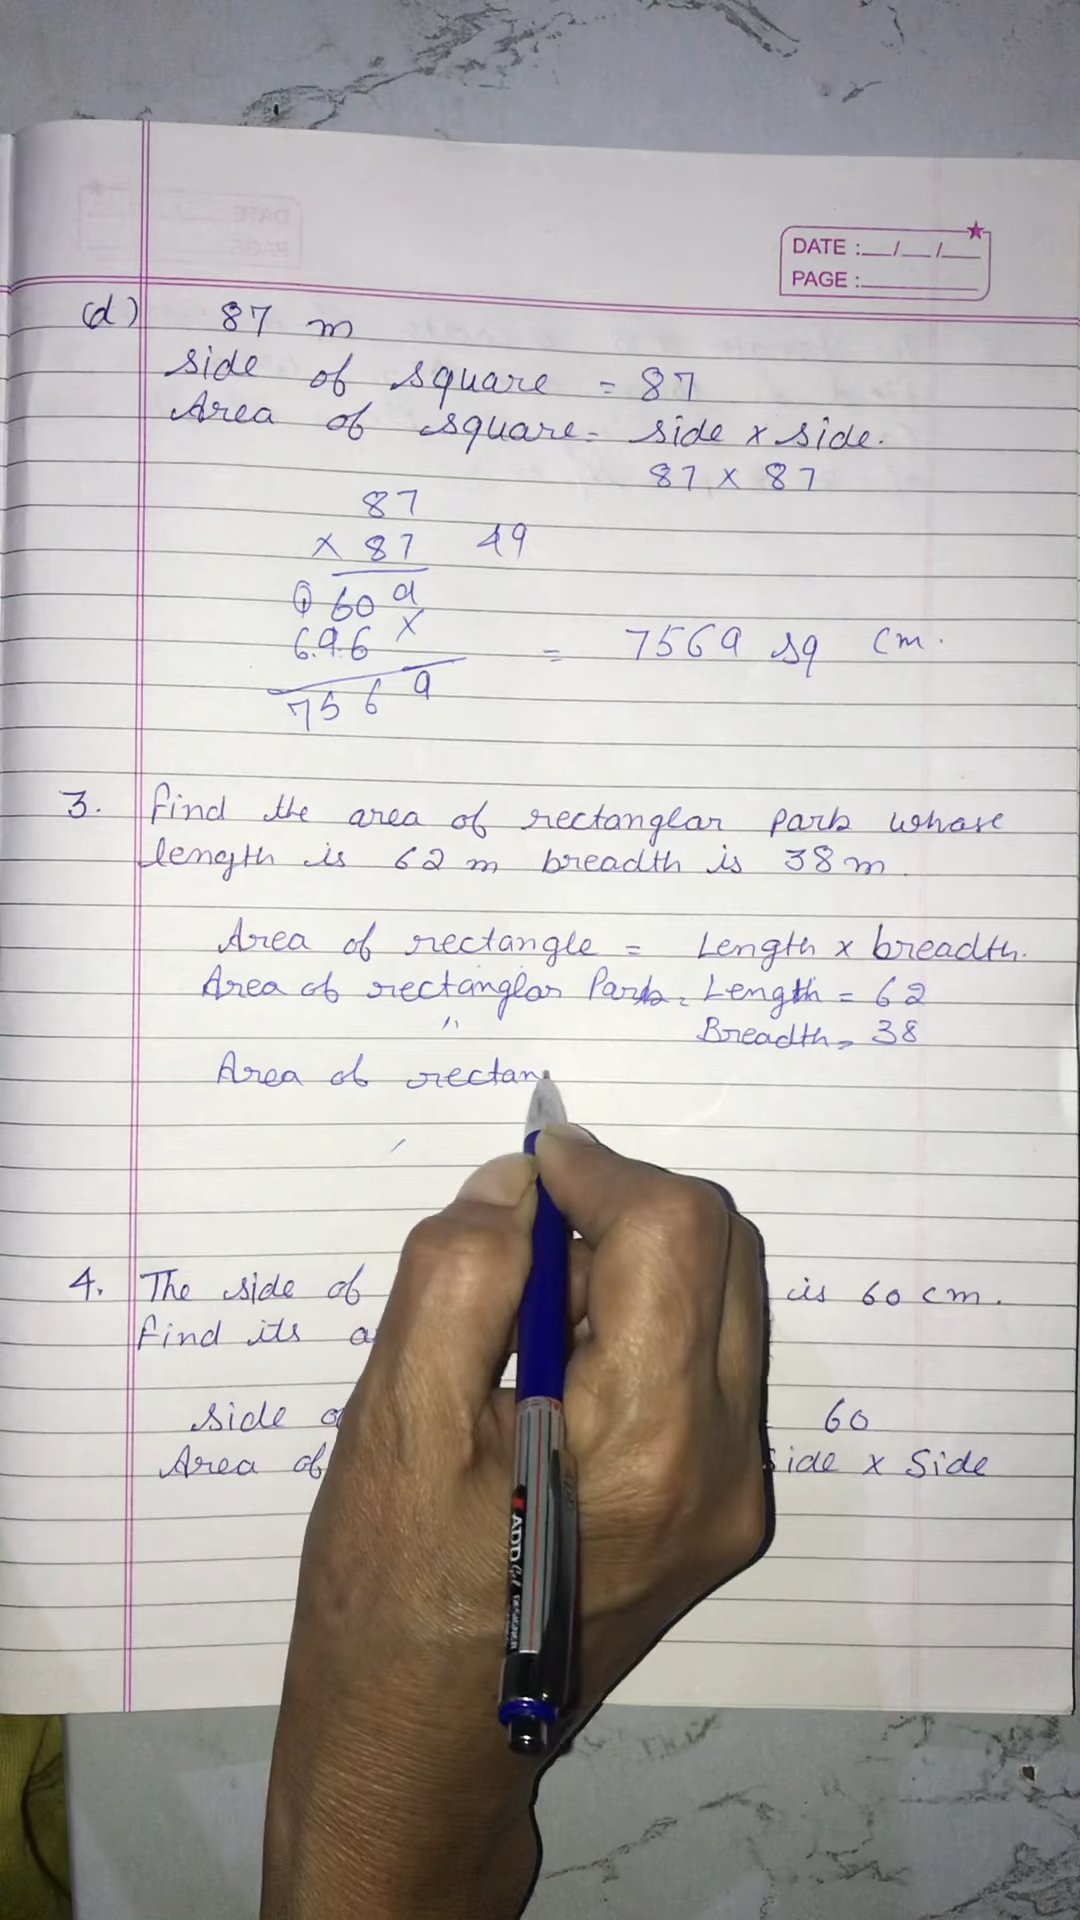 DATE :__/__/__
PAGE :________
(d) 87 m
side of square = 87
Area of square = side x side.
87 x 87
87
x 87 49
609
696 x
7569 = 7569 sq cm.
3. find the area of rectanglar park whose
length is 62 m breadth is 38 m.
Area of rectangle = Length x breadth.
Area of rectanglar Park = Length = 62
" Breadth = 38
Area of rectan
4. The side of is 60 cm.
find its
side 60
Area of side x Side
ADD Gel